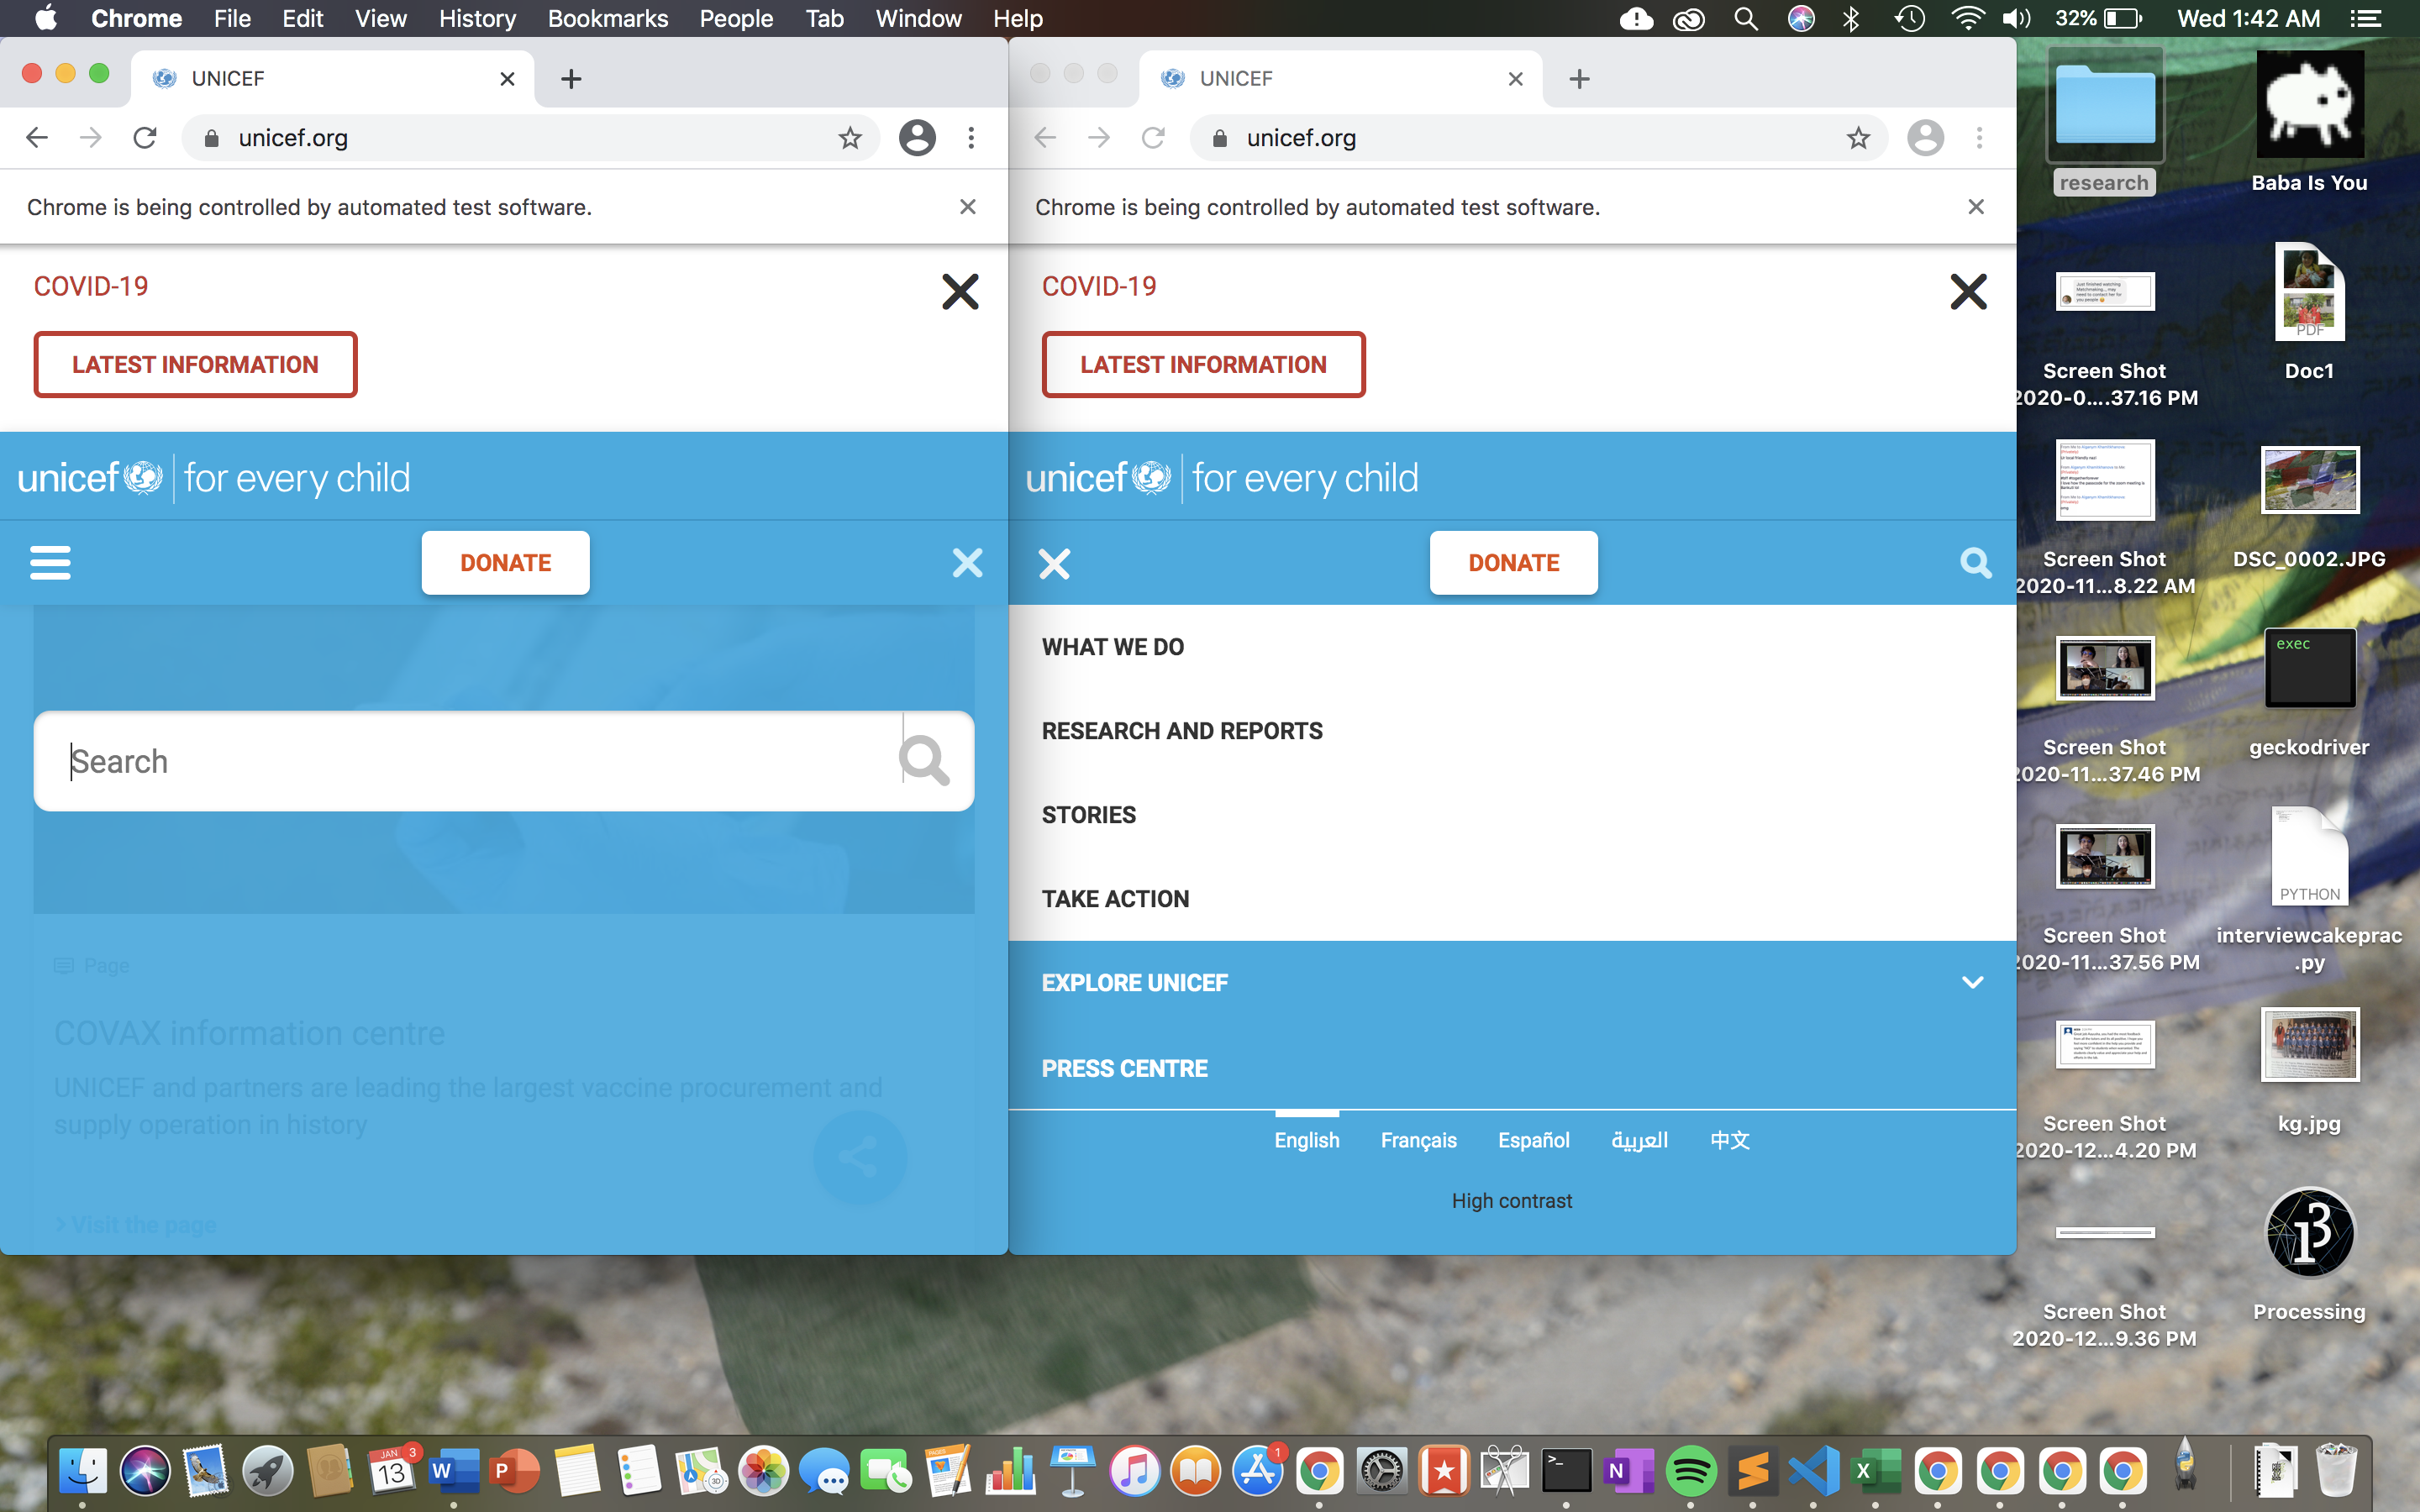 Chrome File Edit View History Bookmarks People Tab Window Help
32% Wed 1:42 AM
UNICEF
unicef.org
Chrome is being controlled by automated test software.
COVID-19
LATEST INFORMATION
unicef for every child
DONATE
Search
Page
COVAX information centre
UNICEF and partners are leading the largest vaccine procurement and
supply operation in history
Visit the page
UNICEF
unicef.org
Chrome is being controlled by automated test software.
COVID-19
LATEST INFORMATION
unicef for every child
DONATE
WHAT WE DO
RESEARCH AND REPORTS
STORIES
TAKE ACTION
EXPLORE UNICEF
PRESS CENTRE
English Français Español العربية 中文
High contrast
research
Baba Is You
Screen Shot
2020-0....37.16 PM
PDF
Doc1
Screen Shot
2020-11...8.22 AM
DSC_0002.JPG
Screen Shot
2020-11...37.46 PM
exec
geckodriver
Screen Shot
2020-11...37.56 PM
PYTHON
interviewcakeprac
.py
Screen Shot
2020-12...4.20 PM
kg.jpg
Screen Shot
2020-12...9.36 PM
Processing
JAN
13
3
W
P
PAGES
1
N
X